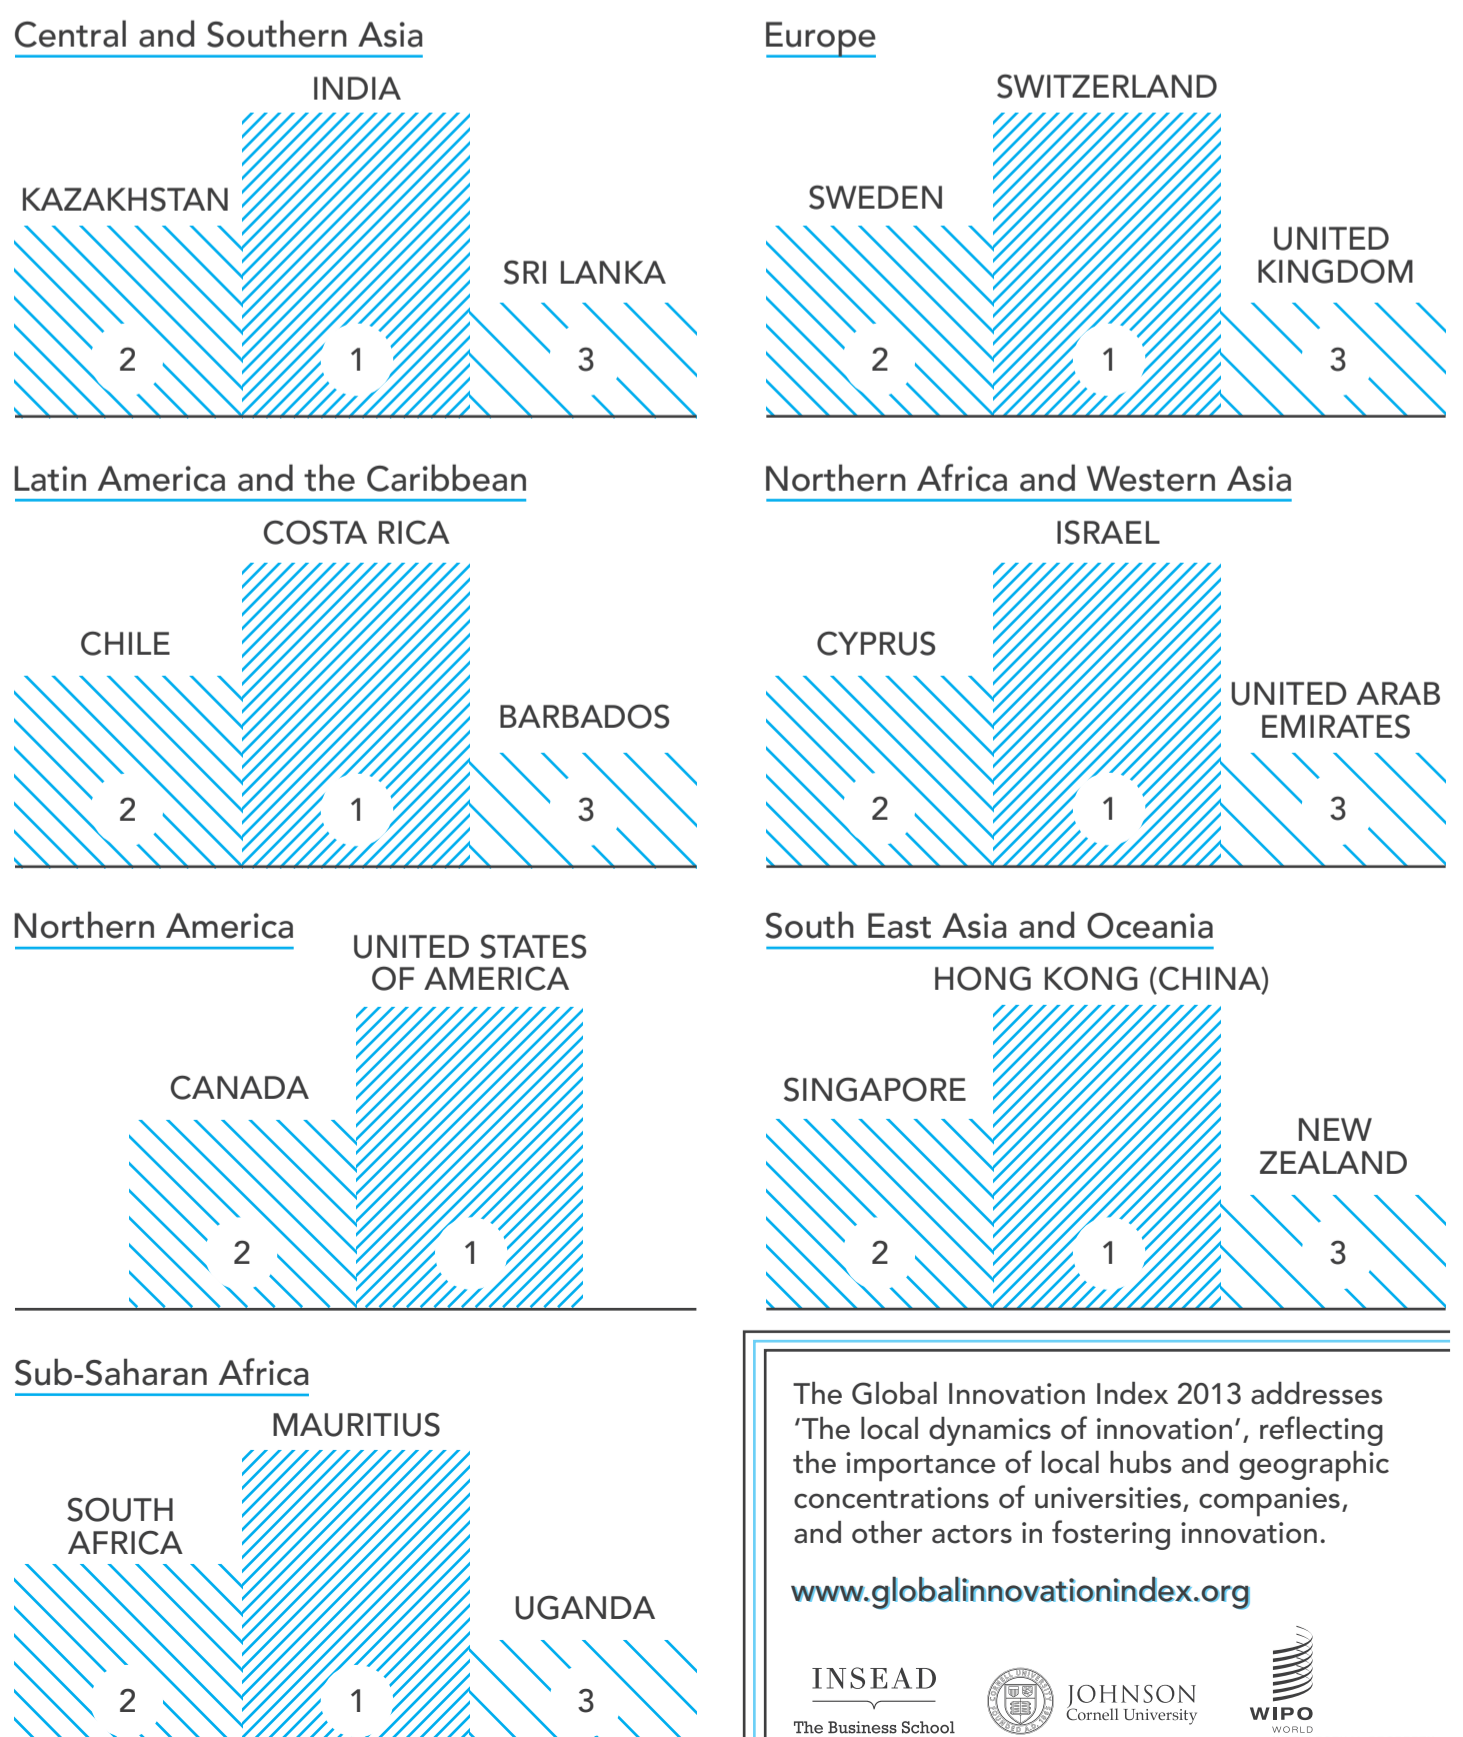 Central and Southern Asia
INDIA
KAZAKHSTAN
SRI LANKA
2
1
3
Europe
SWITZERLAND
SWEDEN
UNITED
KINGDOM
2
1
3
Latin America and the Caribbean
COSTA RICA
CHILE
BARBADOS
2
1
3
Northern Africa and Western Asia
ISRAEL
CYPRUS
UNITED ARAB
EMIRATES
2
1
3
Northern America
UNITED STATES
OF AMERICA
CANADA
2
1
South East Asia and Oceania
HONG KONG (CHINA)
SINGAPORE
NEW
ZEALAND
2
1
3
Sub-Saharan Africa
MAURITIUS
SOUTH
AFRICA
UGANDA
2
1
3
The Global Innovation Index 2013 addresses
‘The local dynamics of innovation’, reflecting
the importance of local hubs and geographic
concentrations of universities, companies,
and other actors in fostering innovation.
www.globalinnovationindex.org
INSEAD
The Business School
CORNELL UNIVERSITY
FOUNDED A.D. 1865
JOHNSON
Cornell University
WIPO
WORLD